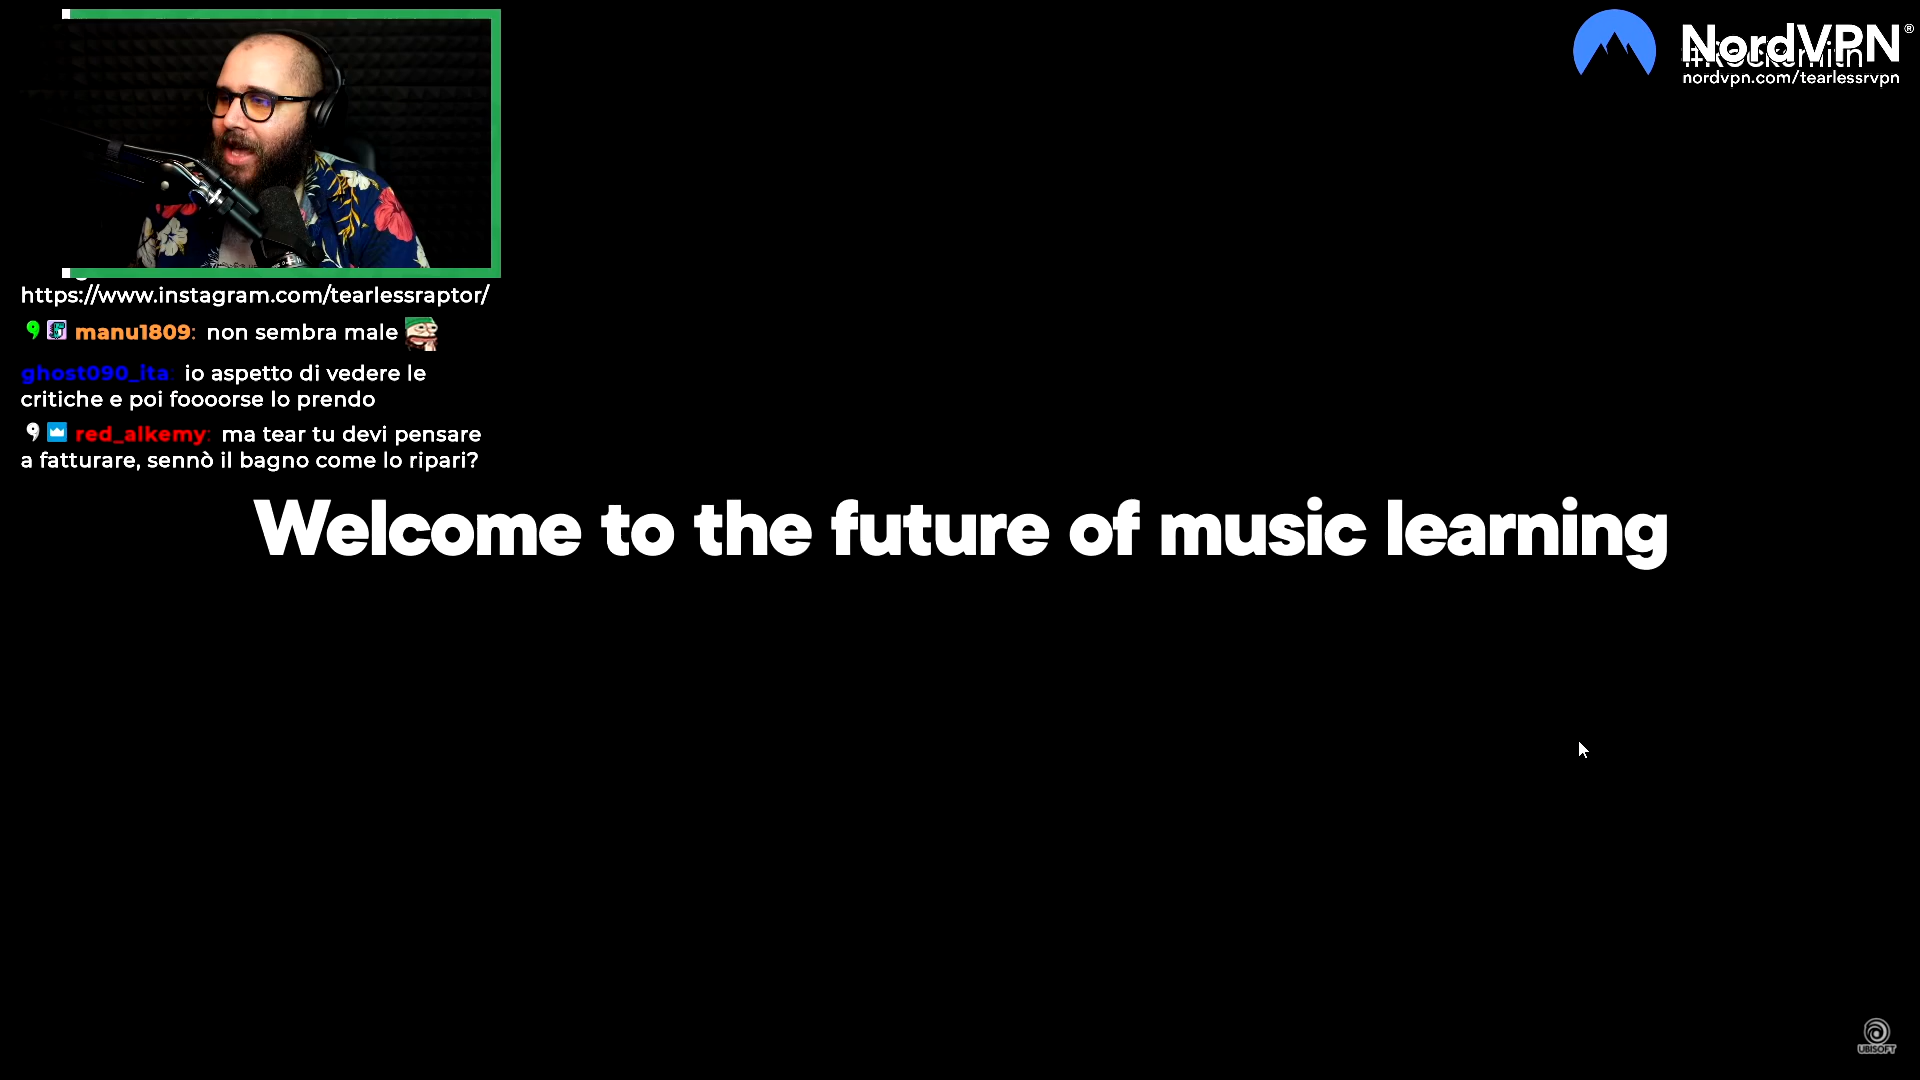 NordVPN®
#Rocksmith
nordvpn.com/tearlessrvpn
https://www.instagram.com/tearlessraptor/
manu1809: non sembra male
ghost090_ita: io aspetto di vedere le
critiche e poi foooorse lo prendo
red_alkemy: ma tear tu devi pensare
a fatturare, sennò il bagno come lo ripari?
Welcome to the future of music learning
UBISOFT